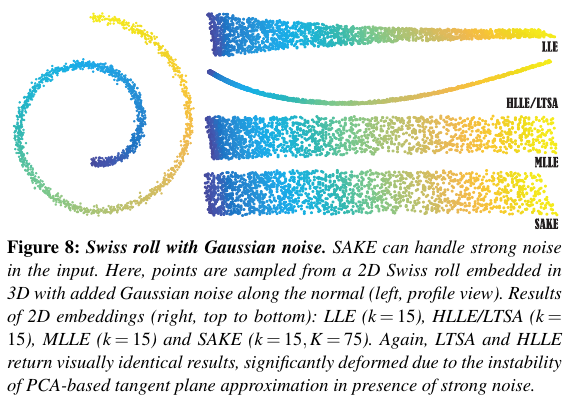 LLE
HLLE/LTSA
MLLE
SAKE
Figure 8: Swiss roll with Gaussian noise. SAKE can handle strong noise
in the input. Here, points are sampled from a 2D Swiss roll embedded in
3D with added Gaussian noise along the normal (left, profile view). Results
of 2D embeddings (right, top to bottom): LLE (k = 15), HLLE/LTSA (k =
15), MLLE (k = 15) and SAKE (k = 15, K = 75). Again, LTSA and HLLE
return visually identical results, significantly deformed due to the instability
of PCA-based tangent plane approximation in presence of strong noise.